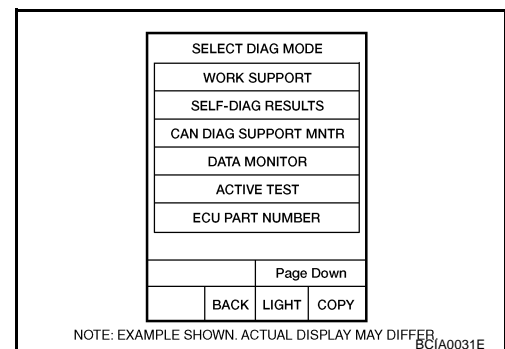 SELECT DIAG MODE
WORK SUPPORT
SELF-DIAG RESULTS
CAN DIAG SUPPORT MNTR
DATA MONITOR
ACTIVE TEST
ECU PART NUMBER
Page Down
BACK LIGHT COPY
NOTE: EXAMPLE SHOWN. ACTUAL DISPLAY MAY DIFFER.
BCIA0031E